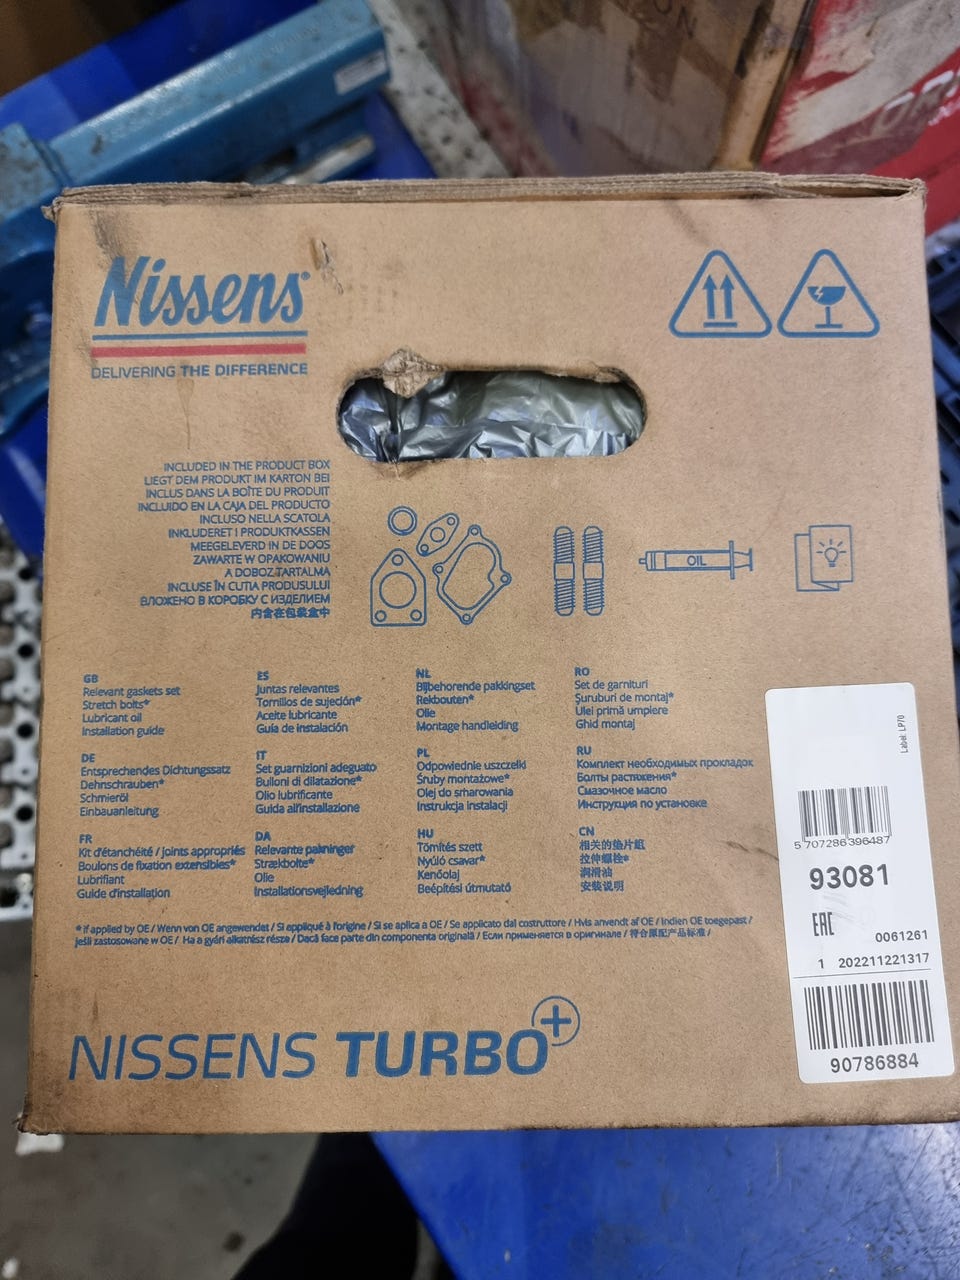 Nissens®
DELIVERING THE DIFFERENCE
INCLUDED IN THE PRODUCT BOX
LIEGT DEM PRODUKT IM KARTON BEI
INCLUS DANS LA BOÎTE DU PRODUIT
INCLUIDO EN LA CAJA DEL PRODUCTO
INCLUSO NELLA SCATOLA
INKLUDERET I PRODUKTKASSEN
MEEGELEVERD IN DE DOOS
ZAWARTE W OPAKOWANIU
A DOBOZ TARTALMA
INCLUSE ÎN CUTIA PRODUSULUI
ВЛОЖЕНО В КОРОБКУ С ИЗДЕЛИЕМ
内含在包装盒中
OIL
GB
Relevant gaskets set
Stretch bolts*
Lubricant oil
Installation guide
DE
Entsprechendes Dichtungssatz
Dehnschrauben*
Schmieröl
Einbauanleitung
FR
Kit d'étanchéité / joints appropriés
Boulons de fixation extensibles*
Lubrifiant
Guide d'installation
ES
Juntas relevantes
Tornillos de sujeción*
Aceite lubricante
Guía de instalación
IT
Set guarnizioni adeguato
Bulloni di dilatazione*
Olio lubrificante
Guida all'installazione
DA
Relevante pakninger
Strækbolte*
Olie
Installationsvejledning
NL
Bijbehorende pakkingset
Rekbouten*
Olie
Montage handleiding
PL
Odpowiednie uszczelki
Śruby montażowe*
Olej do smarowania
Instrukcja instalacji
HU
Tömítés szett
Nyúló csavar*
Kenőolaj
Beépítési útmutató
RO
Set de garnituri
Şuruburi de montaj*
Ulei primă umplere
Ghid montaj
RU
Комплект необходимых прокладок
Болты растяжения*
Смазочное масло
Инструкция по установке
CN
相关的垫片组
拉伸螺栓*
润滑油
安装说明
* if applied by OE / Wenn von OE angewendet / Si appliqué à l'origine / Si se aplica a OE / Se applicato dal costruttore / Hvis anvendt af OE / Indien OE toegepast /
jeśli zastosowane w OE / Ha a gyári alkatrész része / Dacă face parte din componenta originală / Если применяется в оригинале / 符合原配产品标准 /
NISSENS TURBO+
Label: LP70
5 707286 396487
93081
EAC
0061261
1 202211221317
90786884